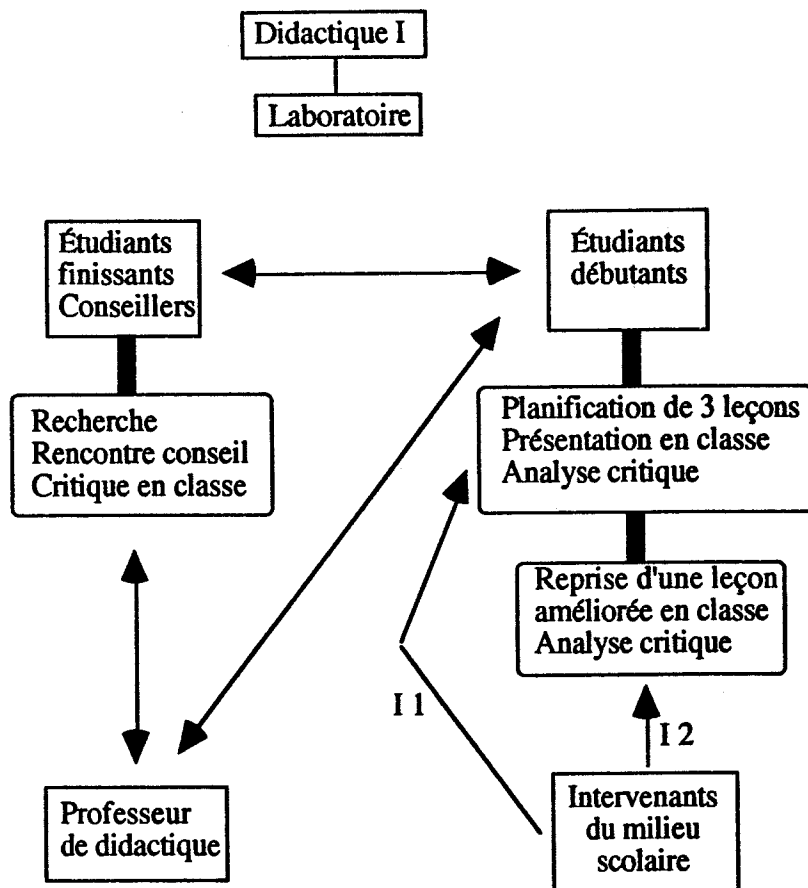 Didactique I
Laboratoire
Étudiants
finissants
Conseillers
Étudiants
débutants
Recherche
Rencontre conseil
Critique en classe
Planification de 3 leçons
Présentation en classe
Analyse critique
Reprise d'une leçon
améliorée en classe
Analyse critique
I 1
I 2
Professeur
de didactique
Intervenants
du milieu
scolaire